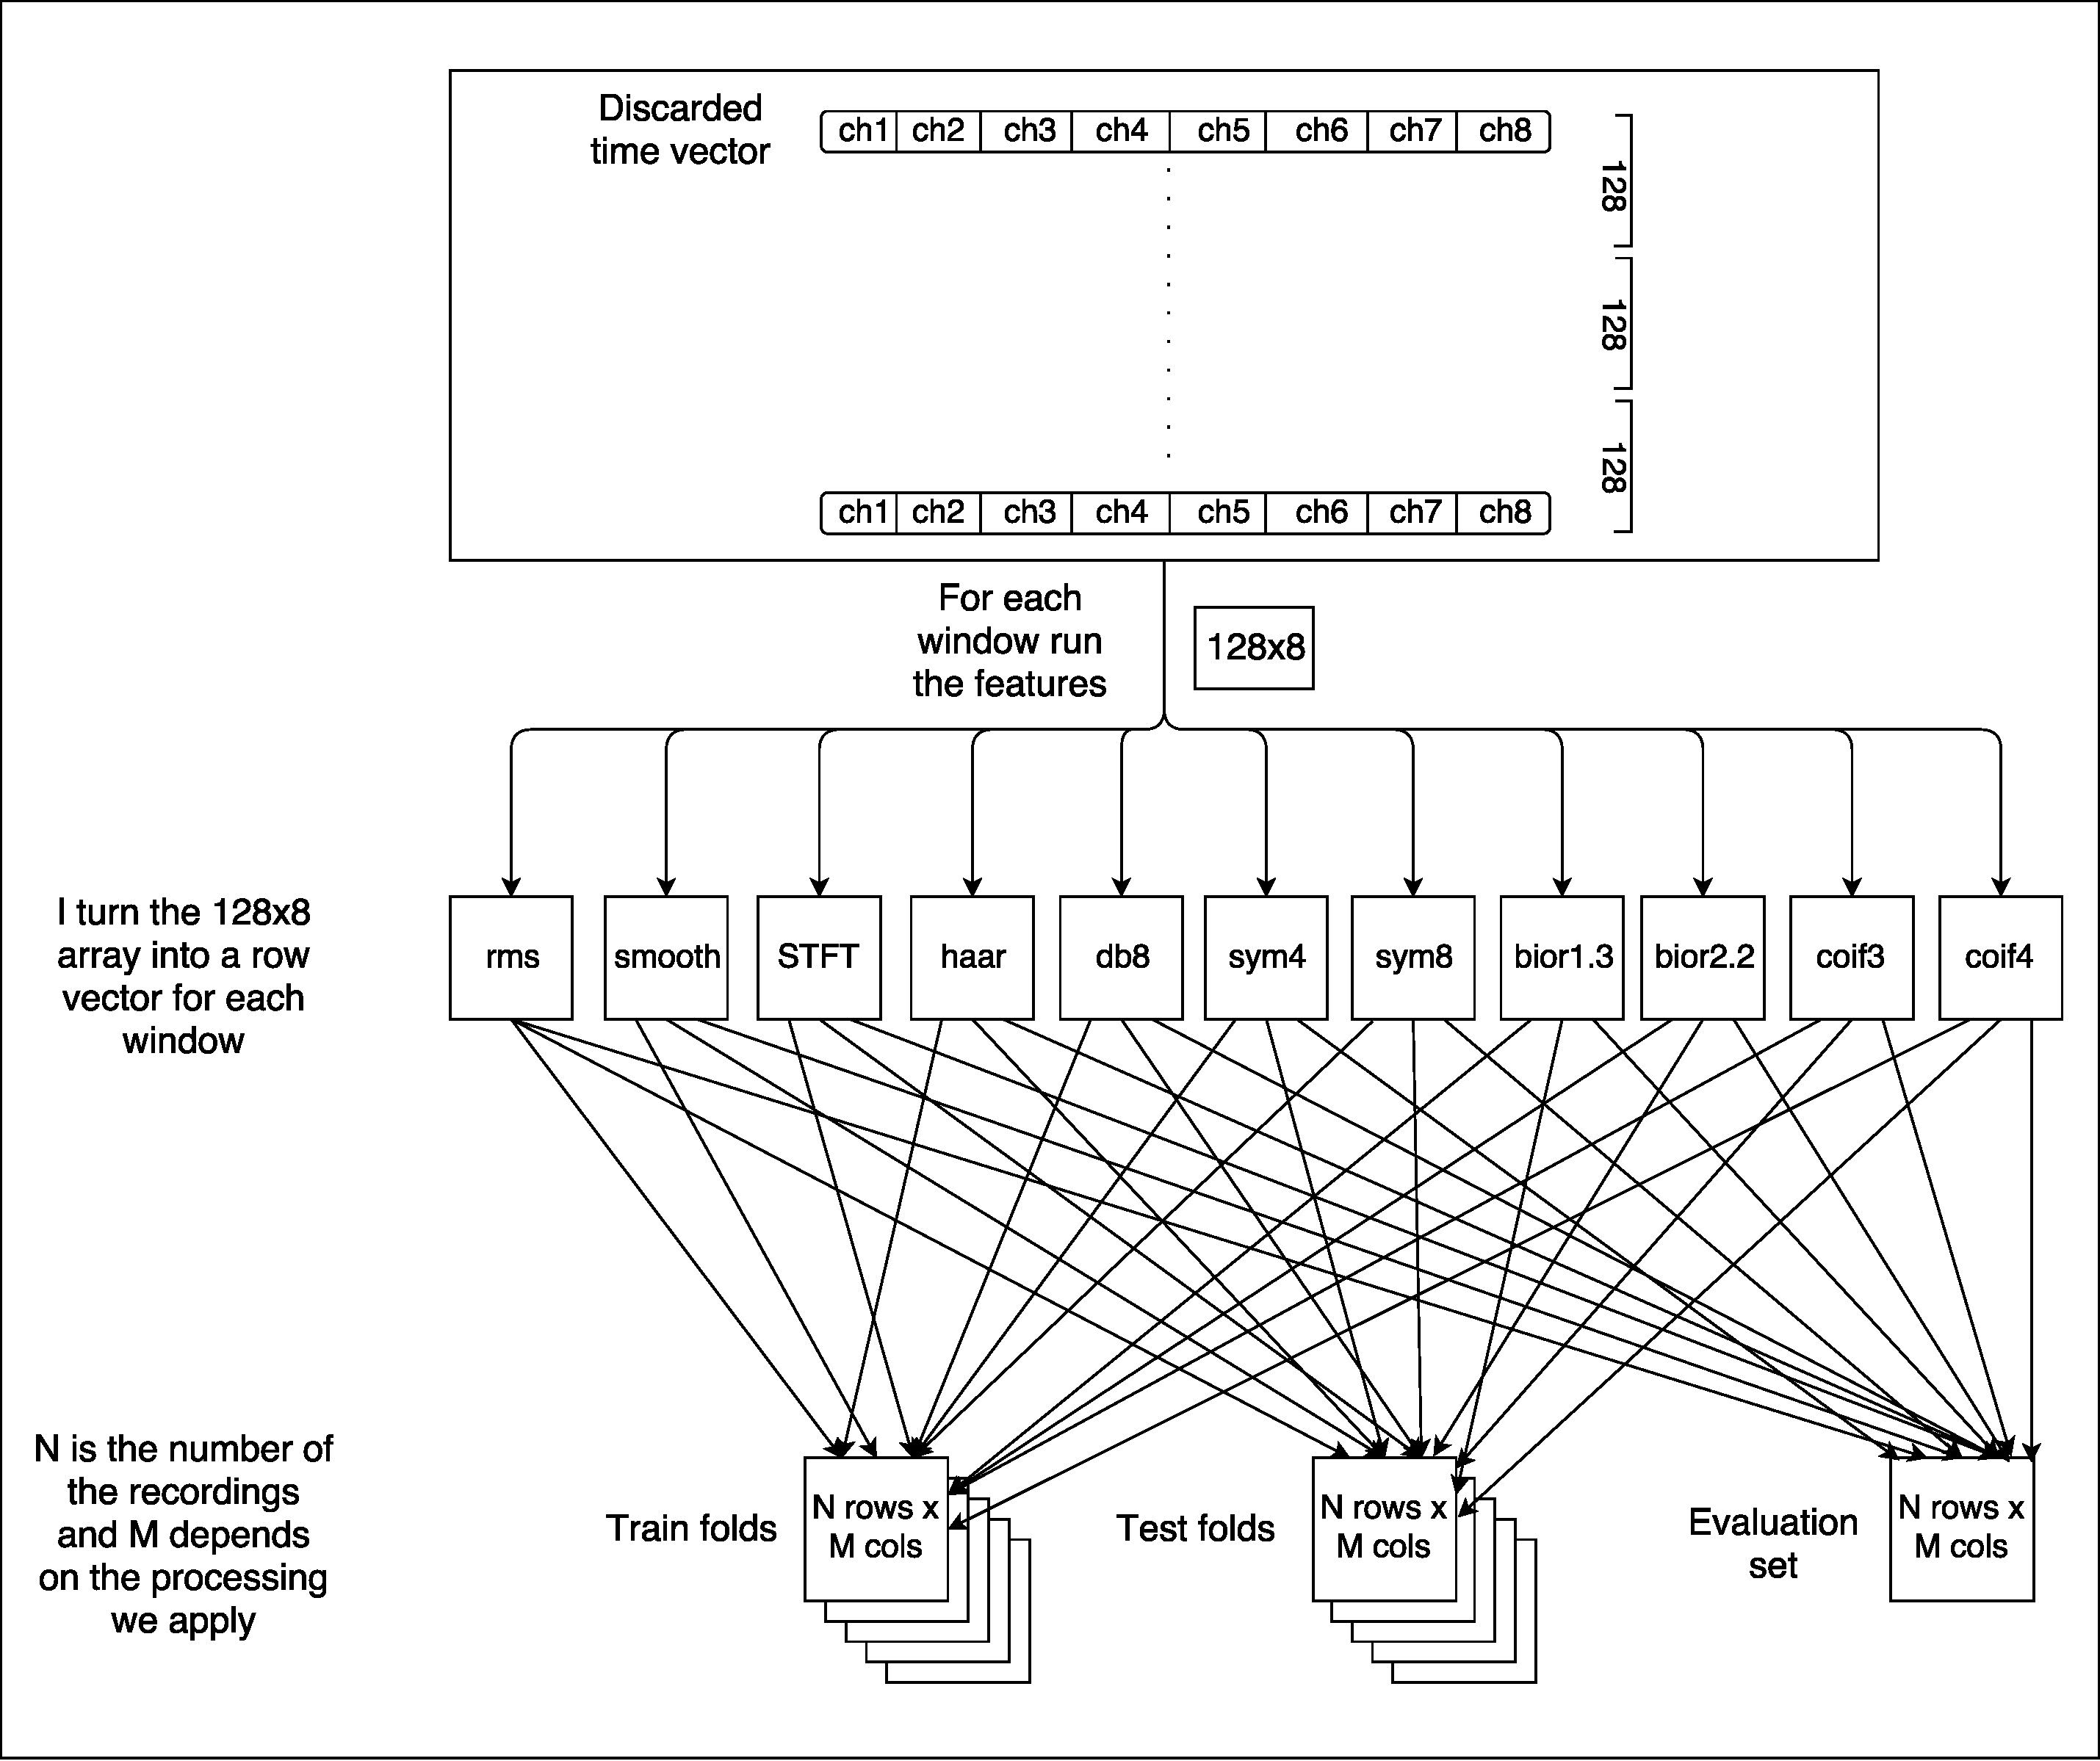 Discarded
time vector
ch1 ch2 ch3 ch4 ch5 ch6 ch7 ch8
128
128
128
ch1 ch2 ch3 ch4 ch5 ch6 ch7 ch8
For each
window run
the features
128x8
I turn the 128x8
array into a row
vector for each
window
rms smooth STFT haar db8 sym4 sym8 bior1.3 bior2.2 coif3 coif4
N is the number of
the recordings
and M depends
on the processing
we apply
Train folds
N rows x
M cols
Test folds
N rows x
M cols
Evaluation
set
N rows x
M cols